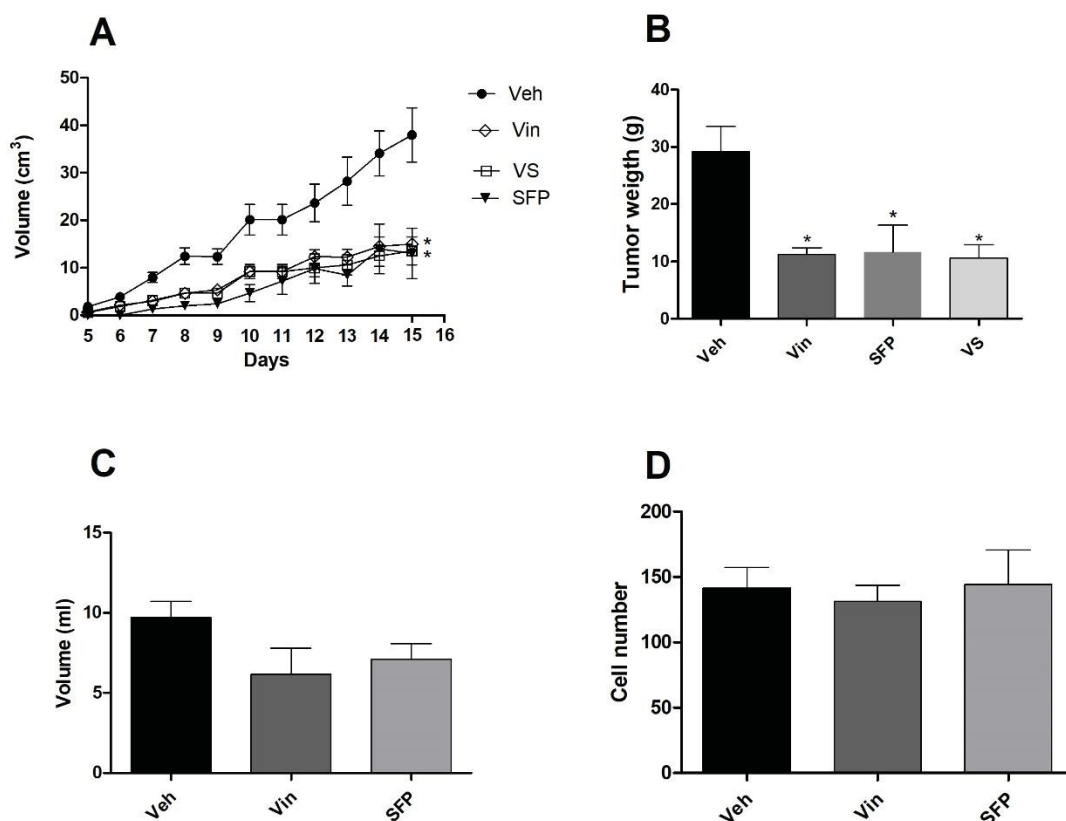 A
Volume (cm³)
50
40
30
20
10
0
5 6 7 8 9 10 11 12 13 14 15 16
Days
*
*
Veh
Vin
VS
SFP
B
Tumor weigth (g)
40
30
20
10
0
* * *
Veh Vin SFP VS
C
Volume (ml)
15
10
5
0
Veh Vin SFP
D
Cell number
200
150
100
50
0
Veh Vin SFP